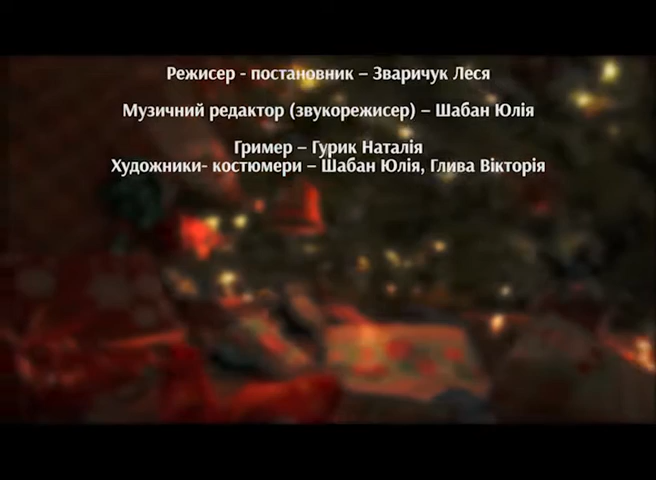 Режисер - постановник – Зваричук Леся
Музичний редактор (звукорежисер) – Шабан Юлія
Гример – Гурик Наталія
Художники- костюмери – Шабан Юлія, Глива Вікторія